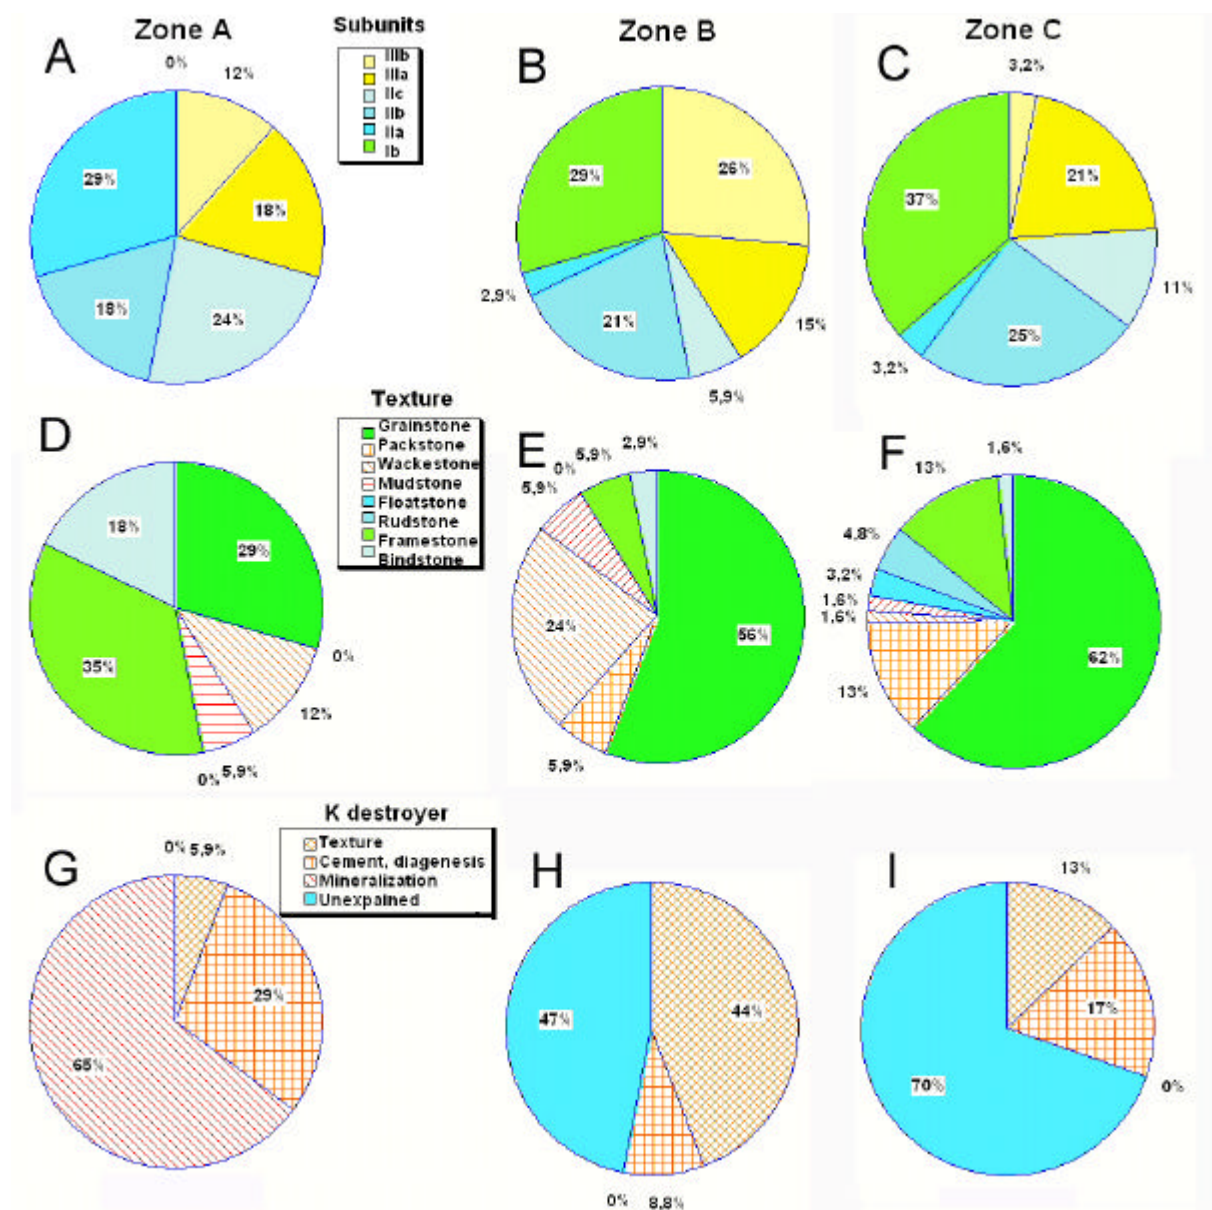 Zone A
Subunits
Zone B
Zone C
A
0%
12%
29%
18%
18%
24%
IIIb
IIIa
IIc
IIb
IIa
Ib
B
29%
26%
2,9%
21%
15%
5,9%
C
3,2%
37%
21%
11%
25%
3,2%
Texture
D
18%
29%
35%
0%
12%
0%
5,9%
Grainstone
Packstone
Wackestone
Mudstone
Floatstone
Rudstone
Framestone
Bindstone
E
5,9%
0%
5,9%
2,9%
24%
56%
5,9%
F
13%
1,6%
4,8%
3,2%
1,6%
1,6%
62%
13%
K destroyer
G
0%
5,9%
29%
65%
Texture
Cement, diagenesis
Mineralization
Unexpained
H
47%
44%
0%
8,8%
I
13%
17%
70%
0%